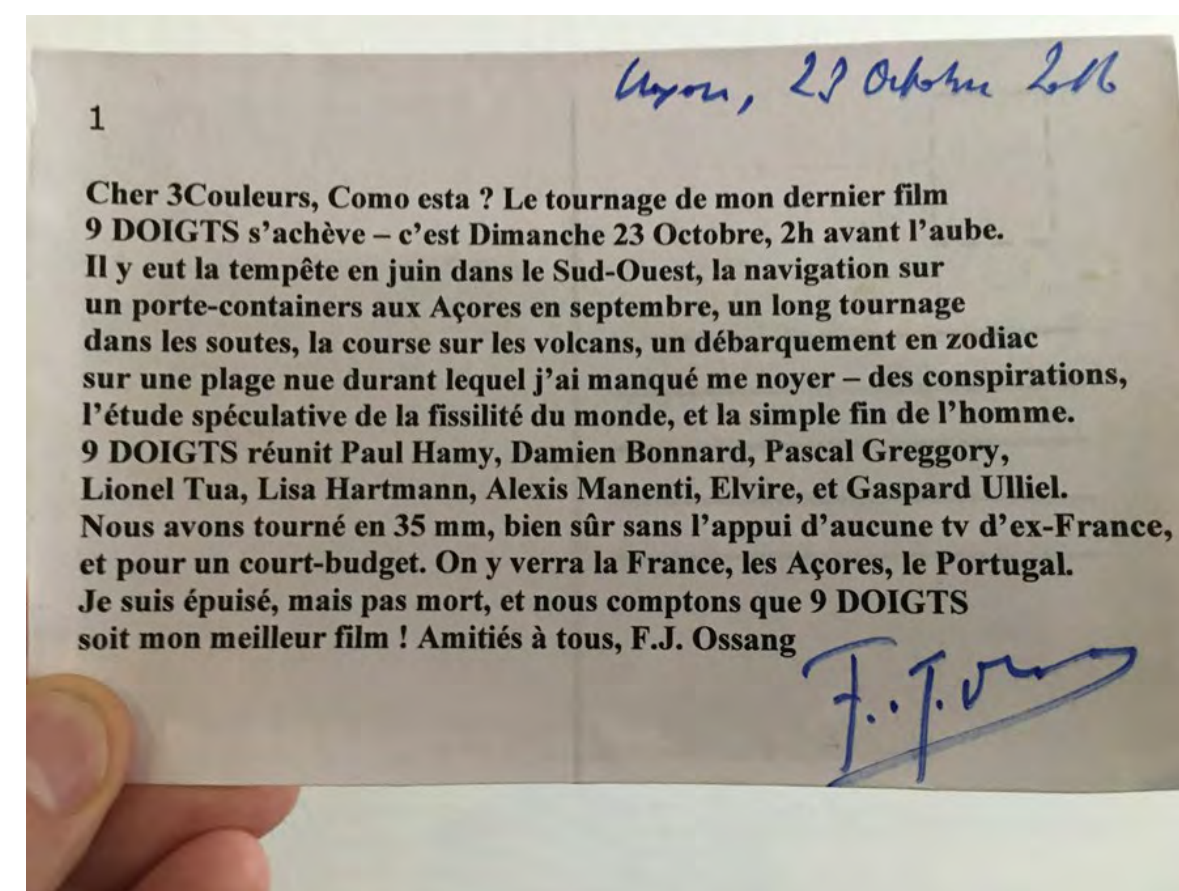 , 23 Octobre 2016
1
Cher 3Couleurs, Como esta ? Le tournage de mon dernier film
9 DOIGTS s’achève – c’est Dimanche 23 Octobre, 2h avant l’aube.
Il y eut la tempête en juin dans le Sud-Ouest, la navigation sur
un porte-containers aux Açores en septembre, un long tournage
dans les soutes, la course sur les volcans, un débarquement en zodiac
sur une plage nue durant lequel j’ai manqué me noyer – des conspirations,
l’étude spéculative de la fissilité du monde, et la simple fin de l’homme.
9 DOIGTS réunit Paul Hamy, Damien Bonnard, Pascal Greggory,
Lionel Tua, Lisa Hartmann, Alexis Manenti, Elvire, et Gaspard Ulliel.
Nous avons tourné en 35 mm, bien sûr sans l’appui d’aucune tv d’ex-France,
et pour un court-budget. On y verra la France, les Açores, le Portugal.
Je suis épuisé, mais pas mort, et nous comptons que 9 DOIGTS
soit mon meilleur film ! Amitiés à tous, F.J. Ossang